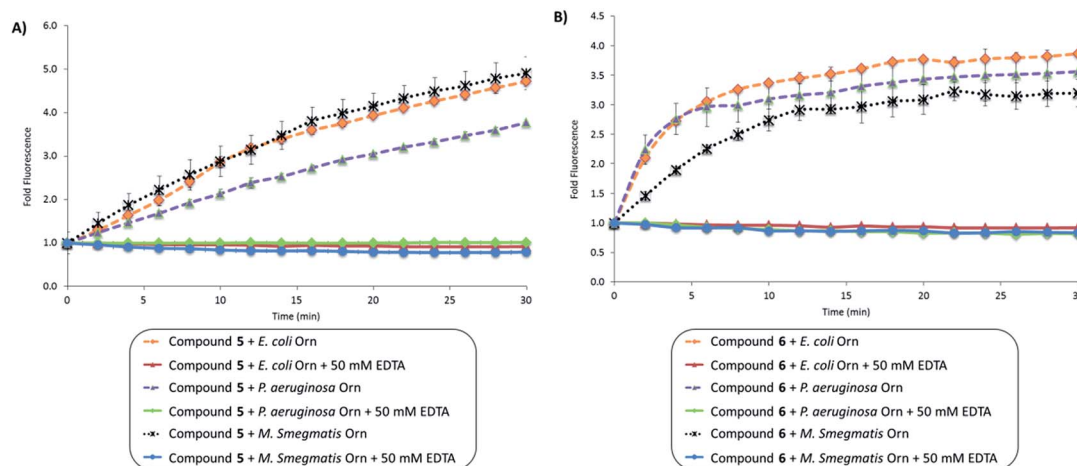 A)
6.0
5.0
4.0
3.0
2.0
1.0
0.0
Fold Fluorescence
0 5 10 15 20 25 30
Time (min)
Compound 5 + E. coli Orn
Compound 5 + E. coli Orn + 50 mM EDTA
Compound 5 + P. aeruginosa Orn
Compound 5 + P. aeruginosa Orn + 50 mM EDTA
Compound 5 + M. Smegmatis Orn
Compound 5 + M. Smegmatis Orn + 50 mM EDTA
B)
4.5
4.0
3.5
3.0
2.5
2.0
1.5
1.0
0.5
0.0
Fold Fluorescence
0 5 10 15 20 25 30
Time (min)
Compound 6 + E. coli Orn
Compound 6 + E. coli Orn + 50 mM EDTA
Compound 6 + P. aeruginosa Orn
Compound 6 + P. aeruginosa Orn + 50 mM EDTA
Compound 6 + M. Smegmatis Orn
Compound 6 + M. Smegmatis Orn + 50 mM EDTA